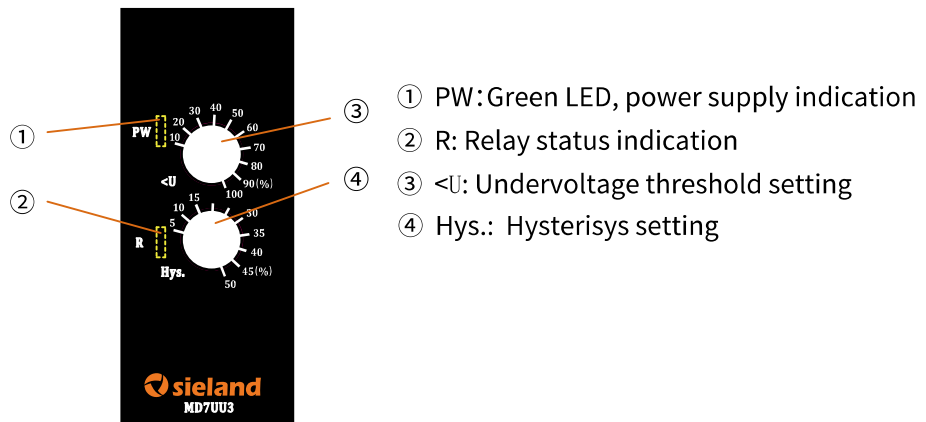 ①
②
PW
10
20
30
40
50
60
70
80
90(%)
100
<U
③
④
R
5
10
15
30
35
40
45(%)
50
Hys.
sieland
MD7UU3
① PW:Green LED, power supply indication
② R: Relay status indication
③ <U: Undervoltage threshold setting
④ Hys.: Hysterisys setting